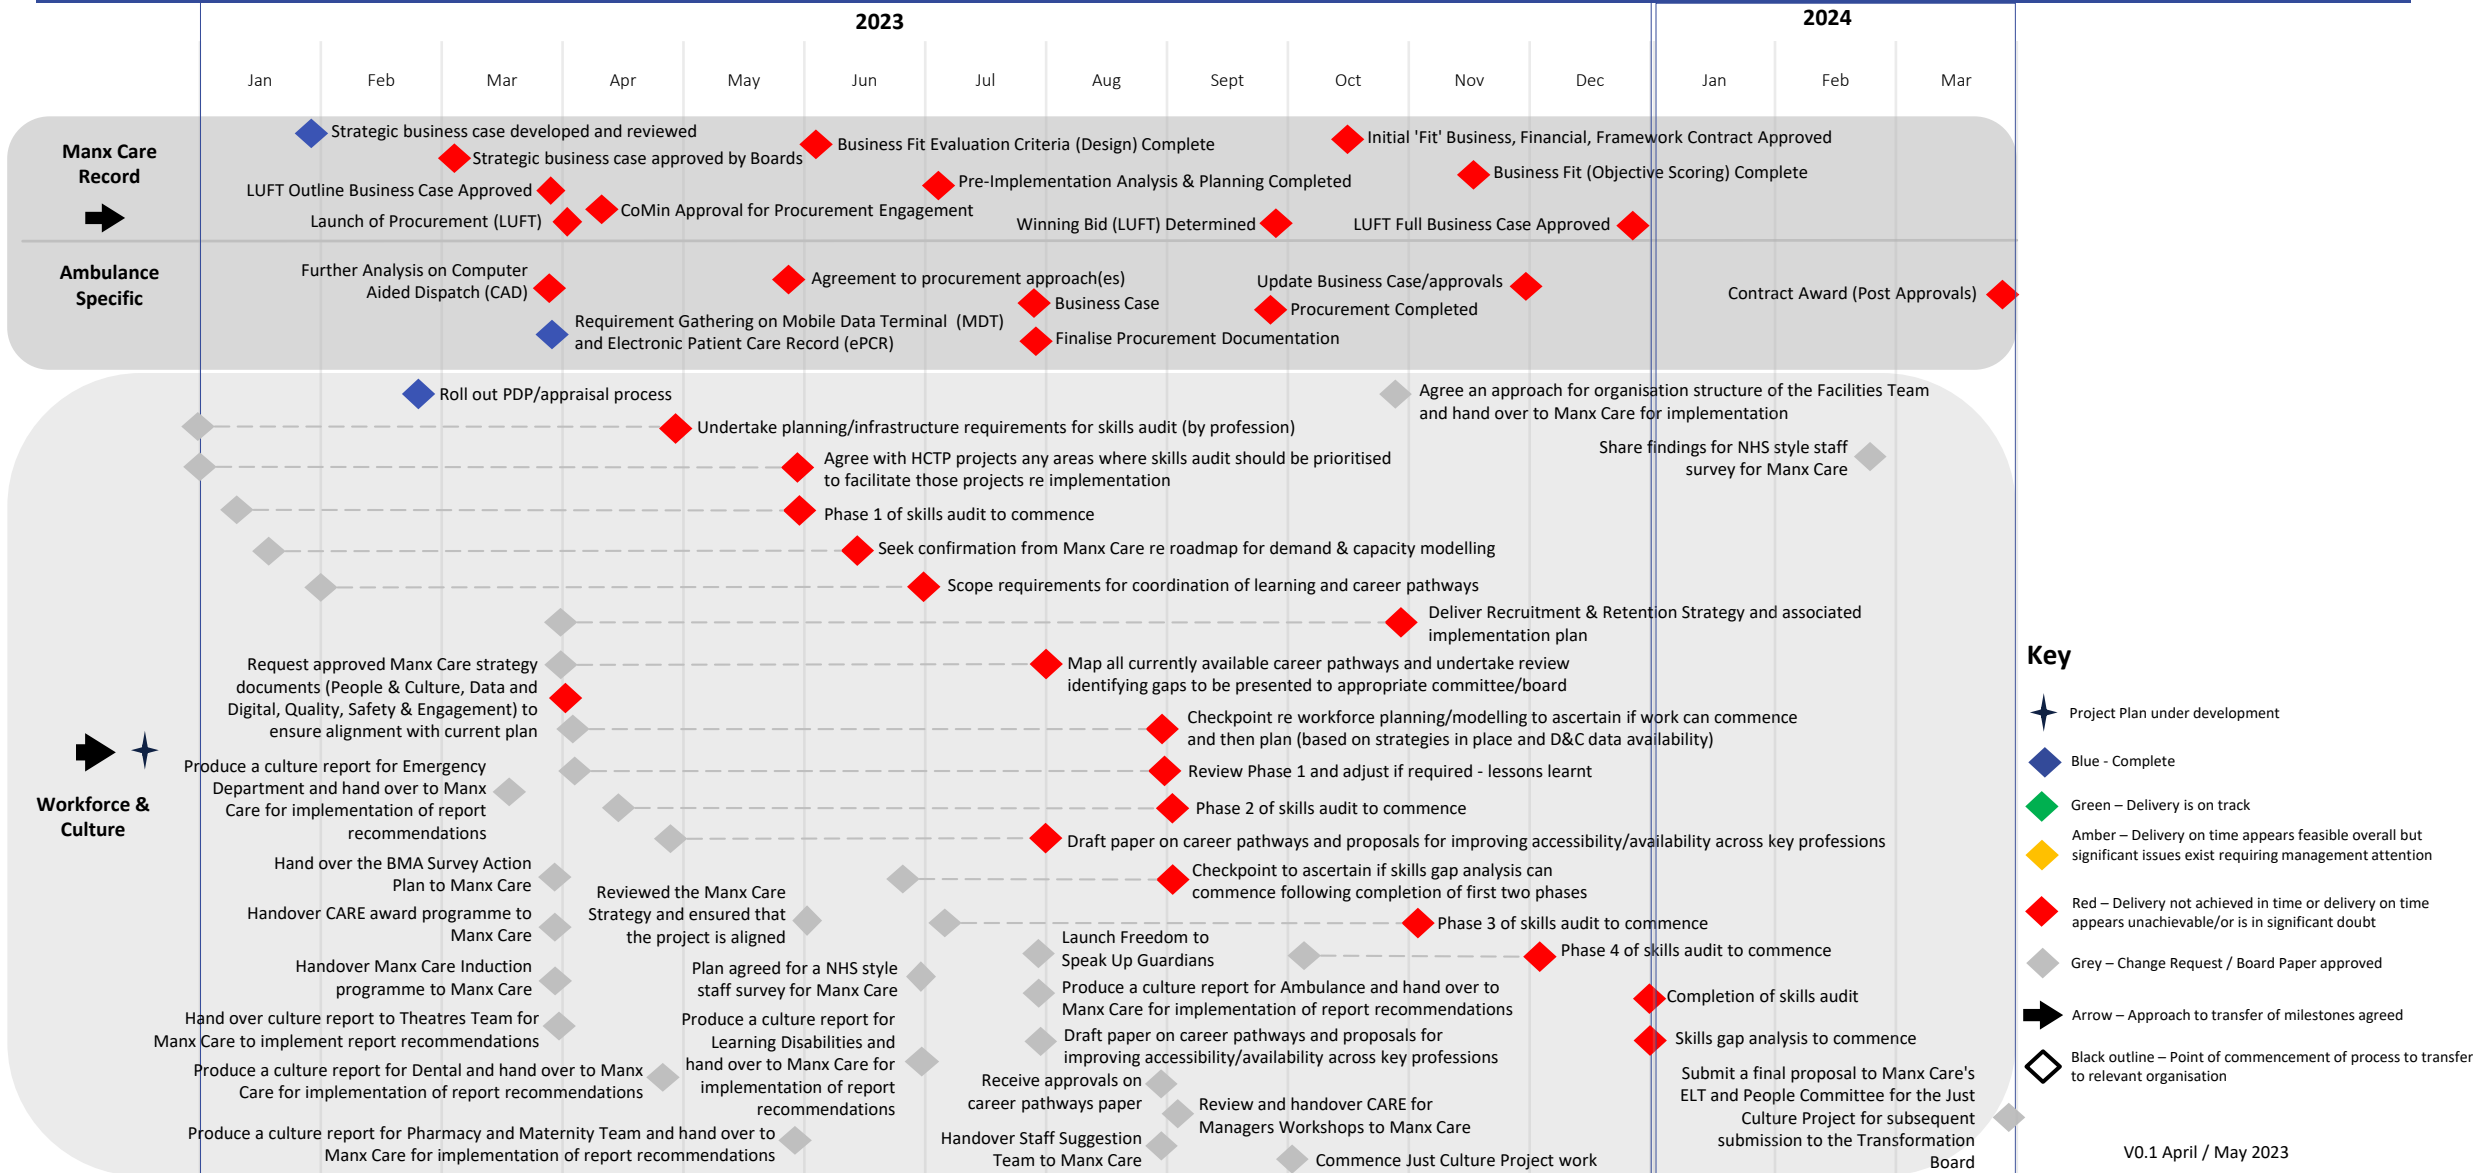 2023
2024
Jan
Feb
Mar
Apr
May
Jun
Jul
Aug
Sept
Oct
Nov
Dec
Jan
Feb
Mar
Manx Care
Record
Strategic business case developed and reviewed
Strategic business case approved by Boards
LUFT Outline Business Case Approved
Launch of Procurement (LUFT)
CoMin Approval for Procurement Engagement
Business Fit Evaluation Criteria (Design) Complete
Pre-Implementation Analysis & Planning Completed
Winning Bid (LUFT) Determined
Initial 'Fit' Business, Financial, Framework Contract Approved
Business Fit (Objective Scoring) Complete
LUFT Full Business Case Approved
Ambulance
Specific
Further Analysis on Computer
Aided Dispatch (CAD)
Requirement Gathering on Mobile Data Terminal (MDT)
and Electronic Patient Care Record (ePCR)
Agreement to procurement approach(es)
Business Case
Finalise Procurement Documentation
Update Business Case/approvals
Procurement Completed
Contract Award (Post Approvals)
Workforce &
Culture
Roll out PDP/appraisal process
Agree an approach for organisation structure of the Facilities Team
and hand over to Manx Care for implementation
Undertake planning/infrastructure requirements for skills audit (by profession)
Share findings for NHS style staff
survey for Manx Care
Agree with HCTP projects any areas where skills audit should be prioritised
to facilitate those projects re implementation
Phase 1 of skills audit to commence
Seek confirmation from Manx Care re roadmap for demand & capacity modelling
Scope requirements for coordination of learning and career pathways
Deliver Recruitment & Retention Strategy and associated
implementation plan
Request approved Manx Care strategy
documents (People & Culture, Data and
Digital, Quality, Safety & Engagement) to
ensure alignment with current plan
Map all currently available career pathways and undertake review
identifying gaps to be presented to appropriate committee/board
Checkpoint re workforce planning/modelling to ascertain if work can commence
and then plan (based on strategies in place and D&C data availability)
Produce a culture report for Emergency
Department and hand over to Manx
Care for implementation of report
recommendations
Review Phase 1 and adjust if required - lessons learnt
Phase 2 of skills audit to commence
Draft paper on career pathways and proposals for improving accessibility/availability across key professions
Hand over the BMA Survey Action
Plan to Manx Care
Checkpoint to ascertain if skills gap analysis can
commence following completion of first two phases
Reviewed the Manx Care
Strategy and ensured that
the project is aligned
Handover CARE award programme to
Manx Care
Phase 3 of skills audit to commence
Launch Freedom to
Speak Up Guardians
Phase 4 of skills audit to commence
Handover Manx Care Induction
programme to Manx Care
Plan agreed for a NHS style
staff survey for Manx Care
Produce a culture report for Ambulance and hand over to
Manx Care for implementation of report recommendations
Completion of skills audit
Hand over culture report to Theatres Team for
Manx Care to implement report recommendations
Produce a culture report for
Learning Disabilities and
hand over to Manx Care for
implementation of report
recommendations
Draft paper on career pathways and proposals for
improving accessibility/availability across key professions
Skills gap analysis to commence
Produce a culture report for Dental and hand over to Manx
Care for implementation of report recommendations
Receive approvals on
career pathways paper
Review and handover CARE for
Managers Workshops to Manx Care
Submit a final proposal to Manx Care's
ELT and People Committee for the Just
Culture Project for subsequent
submission to the Transformation
Board
Produce a culture report for Pharmacy and Maternity Team and hand over to
Manx Care for implementation of report recommendations
Handover Staff Suggestion
Team to Manx Care
Commence Just Culture Project work
Key
Project Plan under development
Blue - Complete
Green – Delivery is on track
Amber – Delivery on time appears feasible overall but
significant issues exist requiring management attention
Red – Delivery not achieved in time or delivery on time
appears unachievable/or is in significant doubt
Grey – Change Request / Board Paper approved
Arrow – Approach to transfer of milestones agreed
Black outline – Point of commencement of process to transfer
to relevant organisation
V0.1 April / May 2023